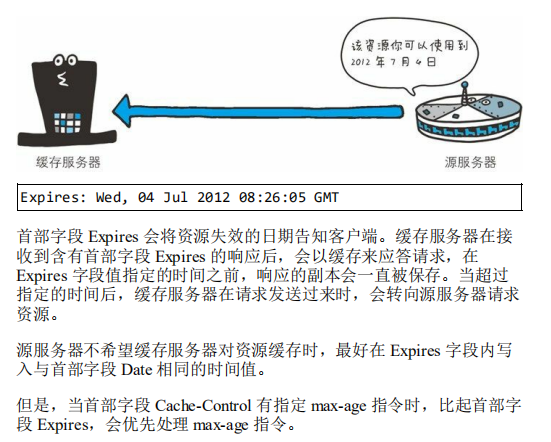 该资源你可以使用到
2012 年 7 月 4 日
缓存服务器
源服务器
Expires: Wed, 04 Jul 2012 08:26:05 GMT
首部字段 Expires 会将资源失效的日期告知客户端。缓存服务器在接
收到含有首部字段 Expires 的响应后，会以缓存来应答请求，在
Expires 字段值指定的时间之前，响应的副本会一直被保存。当超过
指定的时间后，缓存服务器在请求发送过来时，会转向源服务器请求
资源。
源服务器不希望缓存服务器对资源缓存时，最好在 Expires 字段内写
入与首部字段 Date 相同的时间值。
但是，当首部字段 Cache-Control 有指定 max-age 指令时，比起首部字
段 Expires，会优先处理 max-age 指令。